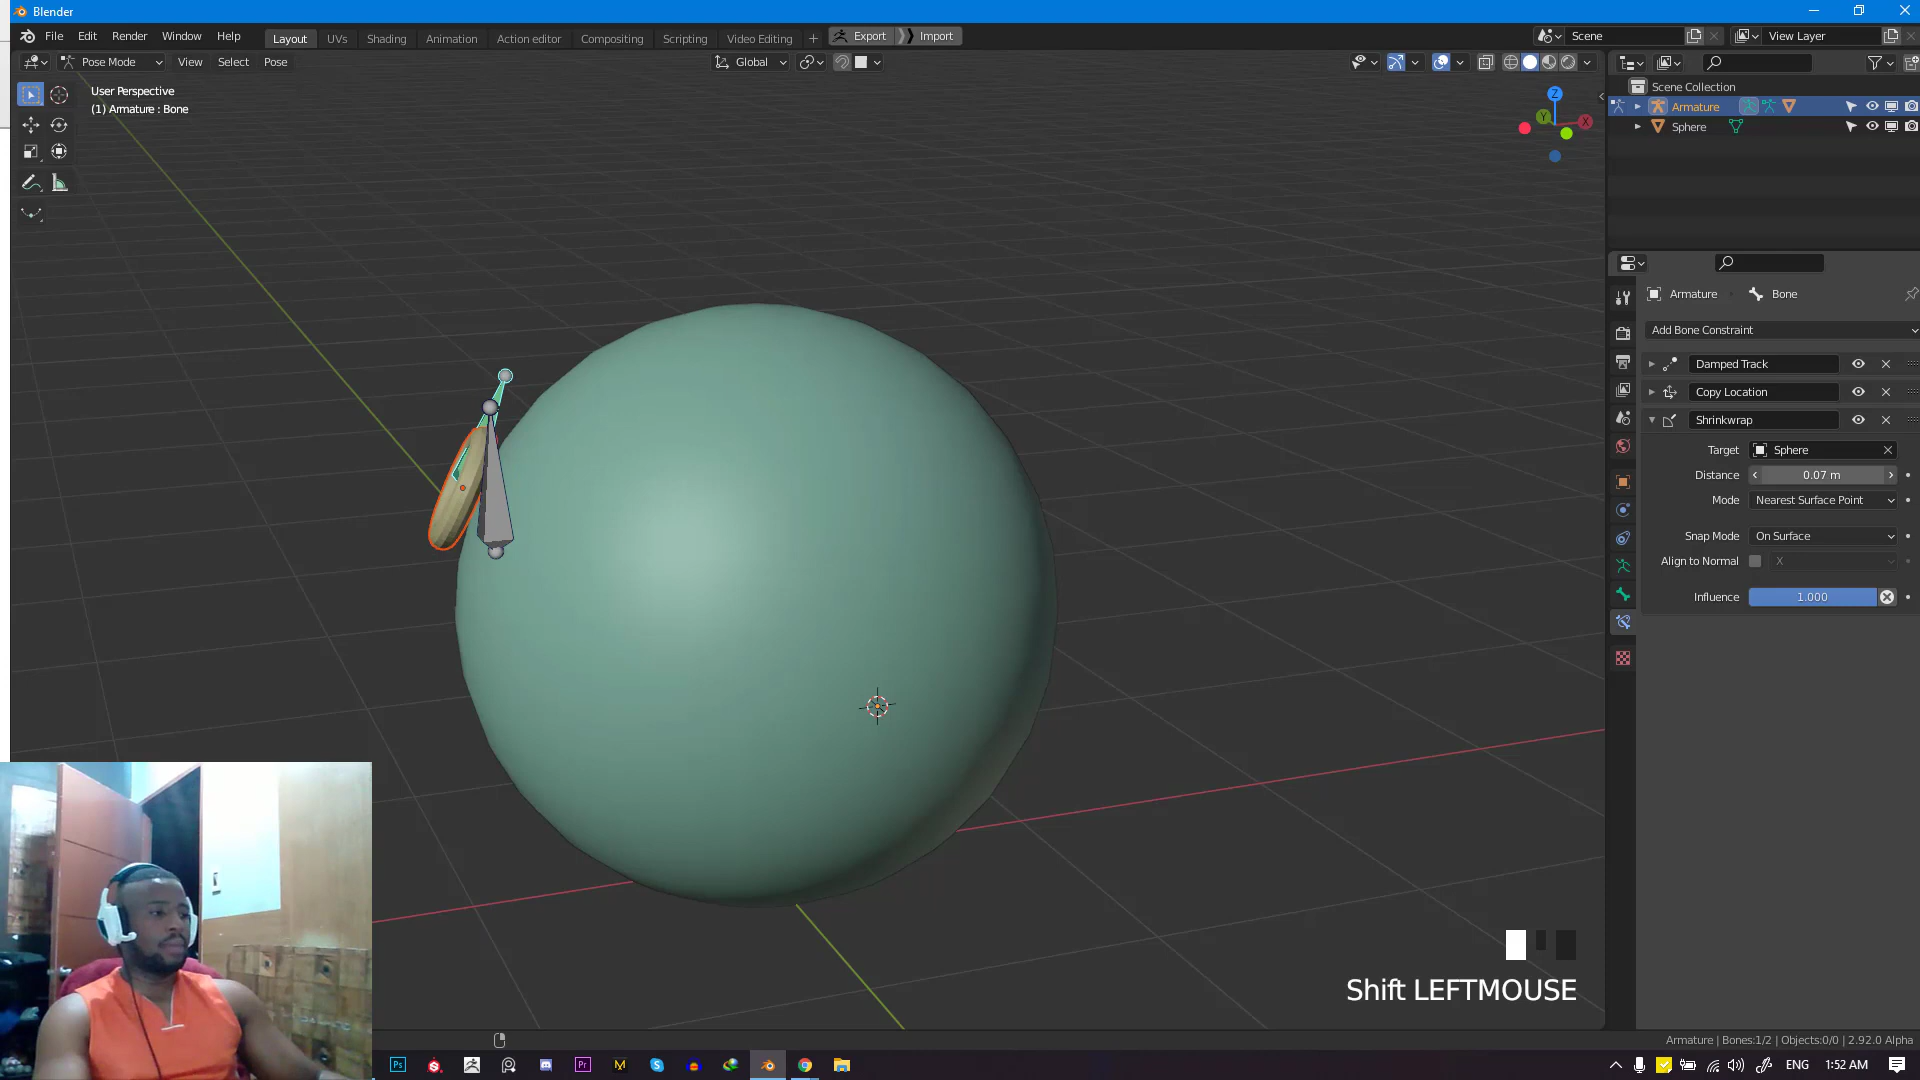 Blender
File Edit Render Window Help Layout UVs Shading Animation Action editor Compositing Scripting Video Editing + Export Import Scene View Layer
Pose Mode View Select Pose Global
User Perspective
(1) Armature : Bone
Z
Y
X
Scene Collection
Armature
Sphere
Armature Bone
Add Bone Constraint
Damped Track
Copy Location
Shrinkwrap
Target Sphere
Distance 0.07 m
Mode Nearest Surface Point
Snap Mode On Surface
Align to Normal X
Influence 1.000
Shift LEFTMOUSE
Armature | Bones:1/2 | Objects:0/0 | 2.92.0 Alpha
Ps Pr M S ENG 1:52 AM